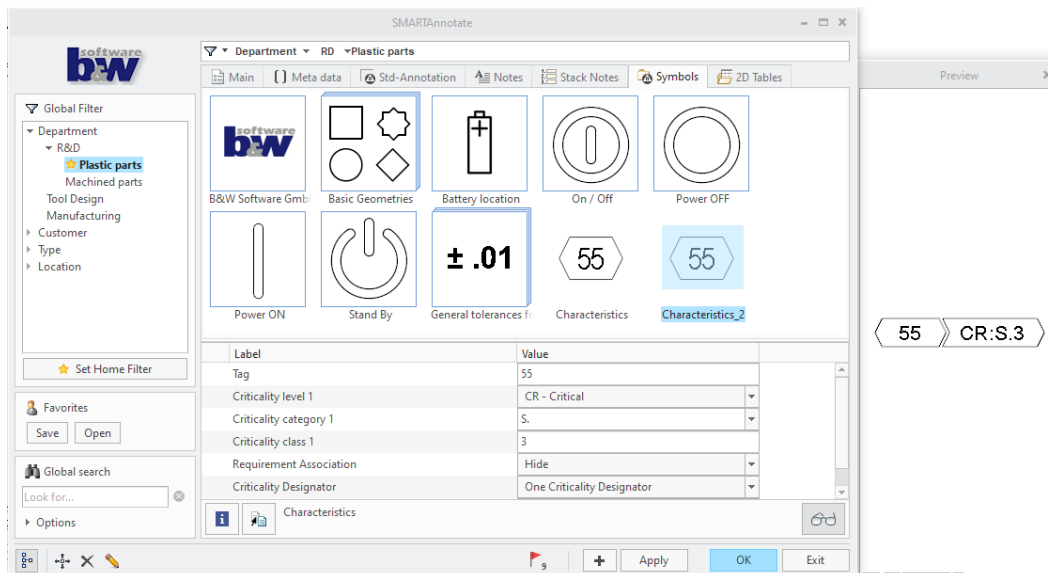 SMARTAnnotate
software
b&w
Department RD Plastic parts
Main Meta data Std-Annotation Notes Stack Notes Symbols 2D Tables
Preview
Global Filter
Department
R&D
Plastic parts
Machined parts
Tool Design
Manufacturing
Customer
Type
Location
Set Home Filter
Favorites
Save Open
Global search
Look for...
Options
software
b&w
B&W Software Gmb
Basic Geometries
Battery location
On / Off
Power OFF
± .01
55
55
Power ON
Stand By
General tolerances fo
Characteristics
Characteristics_2
Label Value
Tag 55
Criticality level 1 CR - Critical
Criticality category 1 S.
Criticality class 1 3
Requirement Association Hide
Criticality Designator One Criticality Designator
Characteristics
55 CR:S.3
9
Apply OK Exit